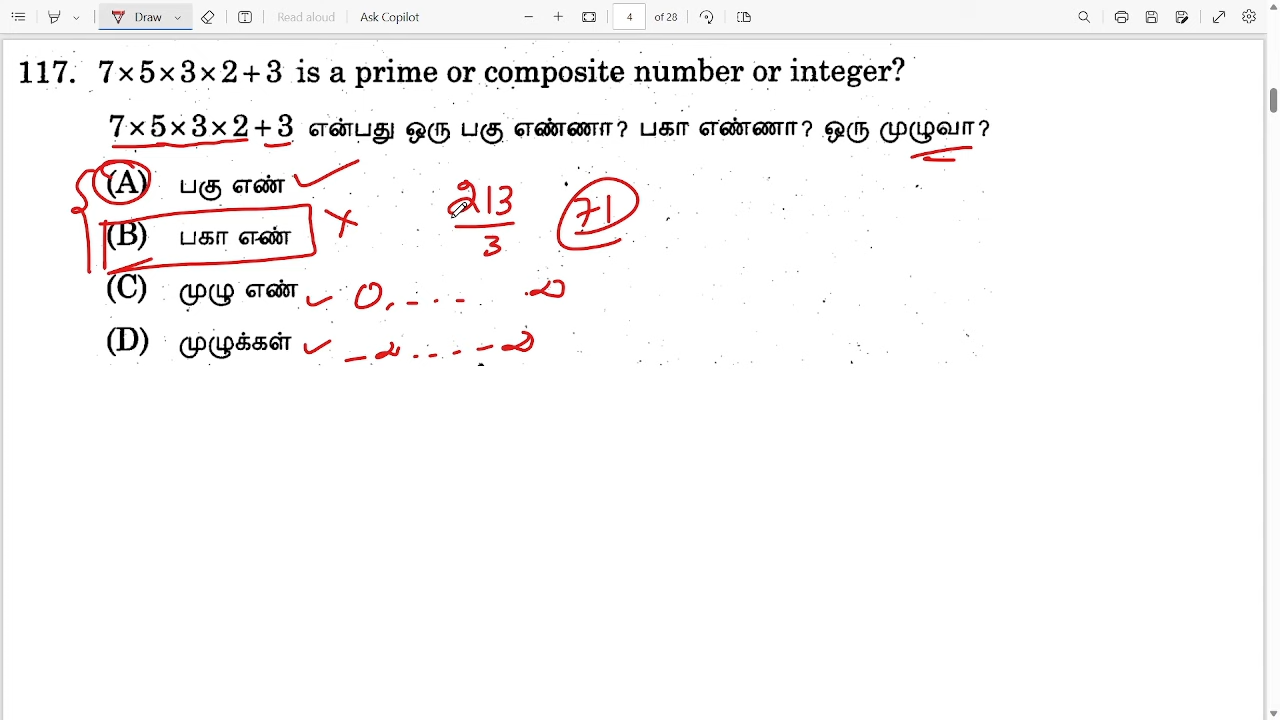 Draw Read aloud Ask Copilot 4 of 28
117. 7×5×3×2+3 is a prime or composite number or integer?
7×5×3×2+3 என்பது ஒரு பகு எண்ணா? பகா எண்ணா? ஒரு முழுவா?
(A) பகு எண்
213
3
71
(B) பகா எண்
(C) முழு எண் 0,
(D) முழுக்கள்